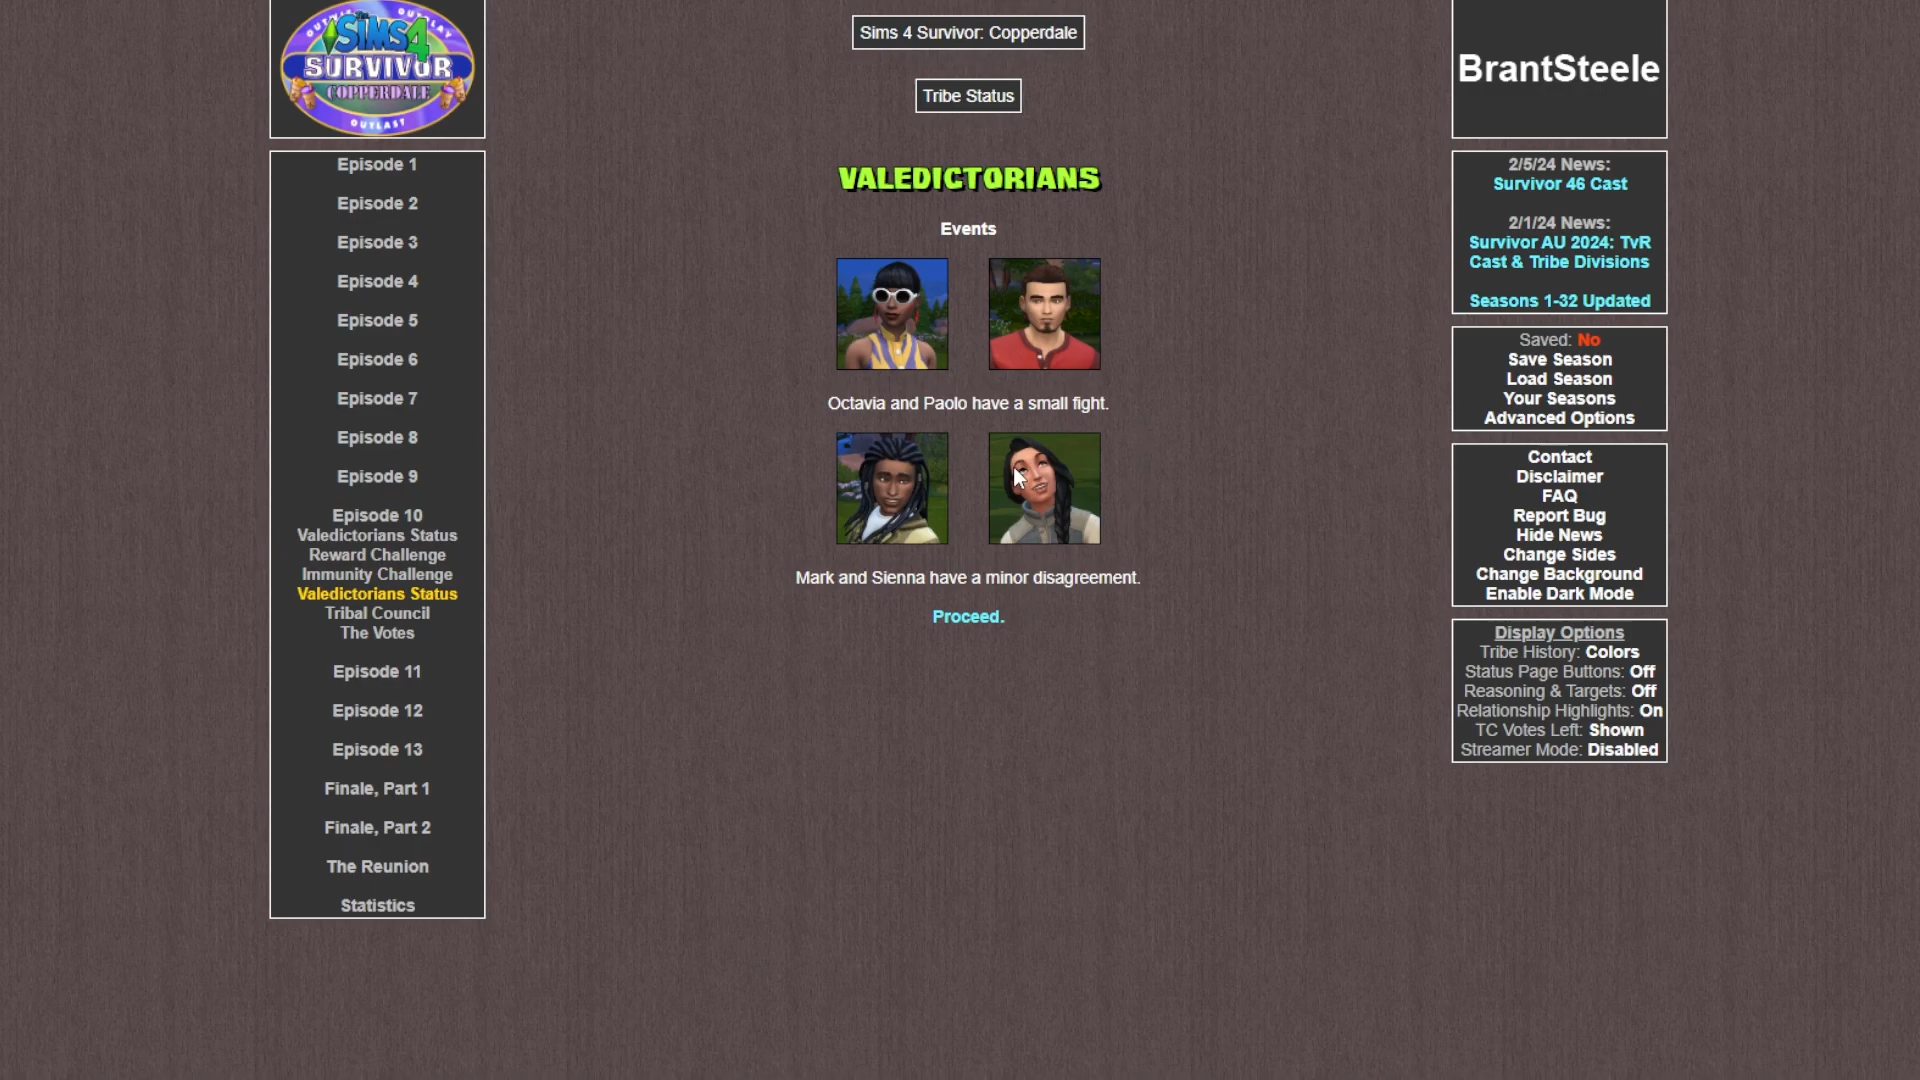 OUTWIT OUTPLAY
THE SIMS 4
SURVIVOR
COPPERDALE
OUTLAST
Episode 1
Episode 2
Episode 3
Episode 4
Episode 5
Episode 6
Episode 7
Episode 8
Episode 9
Episode 10
Valedictorians Status
Reward Challenge
Immunity Challenge
Valedictorians Status
Tribal Council
The Votes
Episode 11
Episode 12
Episode 13
Finale, Part 1
Finale, Part 2
The Reunion
Statistics
Sims 4 Survivor: Copperdale
Tribe Status
VALEDICTORIANS
Events
Octavia and Paolo have a small fight.
Mark and Sienna have a minor disagreement.
Proceed.
BrantSteele
2/5/24 News:
Survivor 46 Cast
2/1/24 News:
Survivor AU 2024: TvR
Cast & Tribe Divisions
Seasons 1-32 Updated
Saved: No
Save Season
Load Season
Your Seasons
Advanced Options
Contact
Disclaimer
FAQ
Report Bug
Hide News
Change Sides
Change Background
Enable Dark Mode
Display Options
Tribe History: Colors
Status Page Buttons: Off
Reasoning & Targets: Off
Relationship Highlights: On
TC Votes Left: Shown
Streamer Mode: Disabled